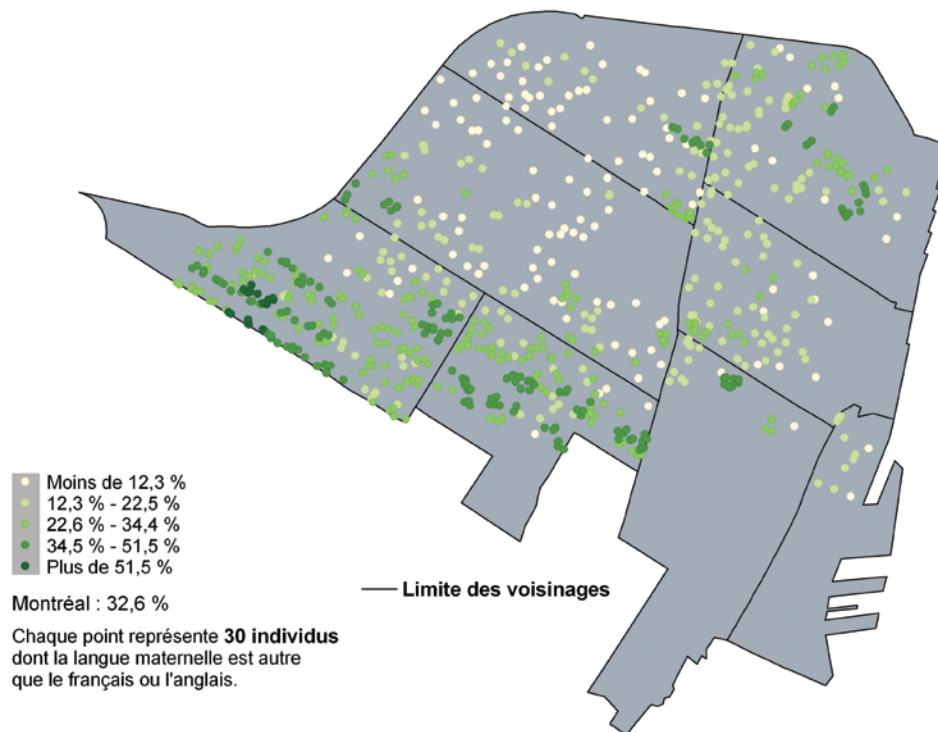 Moins de 12,3 %
12,3 % - 22,5 %
22,6 % - 34,4 %
34,5 % - 51,5 %
Plus de 51,5 %
Limite des voisinages
Montréal : 32,6 %
Chaque point représente 30 individus
dont la langue maternelle est autre
que le français ou l'anglais.